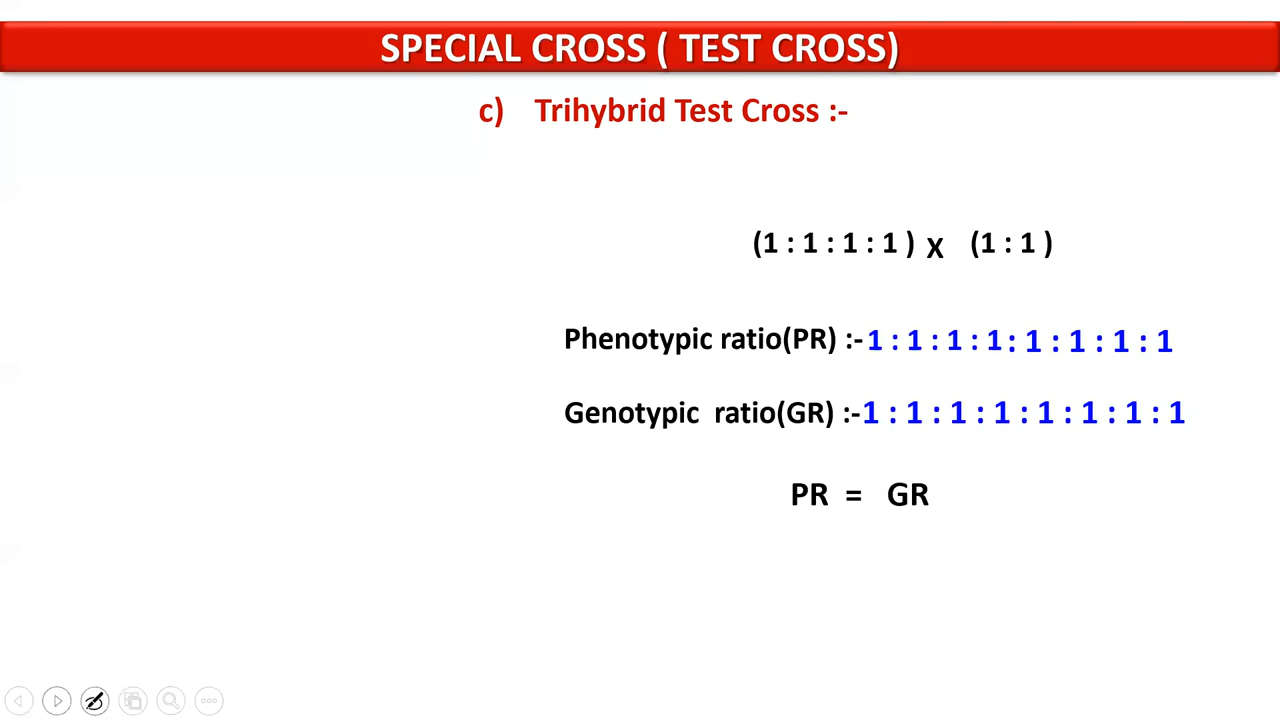 SPECIAL CROSS ( TEST CROSS)
c) Trihybrid Test Cross :-
(1 : 1 : 1 : 1 ) X (1 : 1 )
Phenotypic ratio(PR) :- 1 : 1 : 1 : 1 : 1 : 1 : 1 : 1
Genotypic ratio(GR) :- 1 : 1 : 1 : 1 : 1 : 1 : 1 : 1
PR = GR